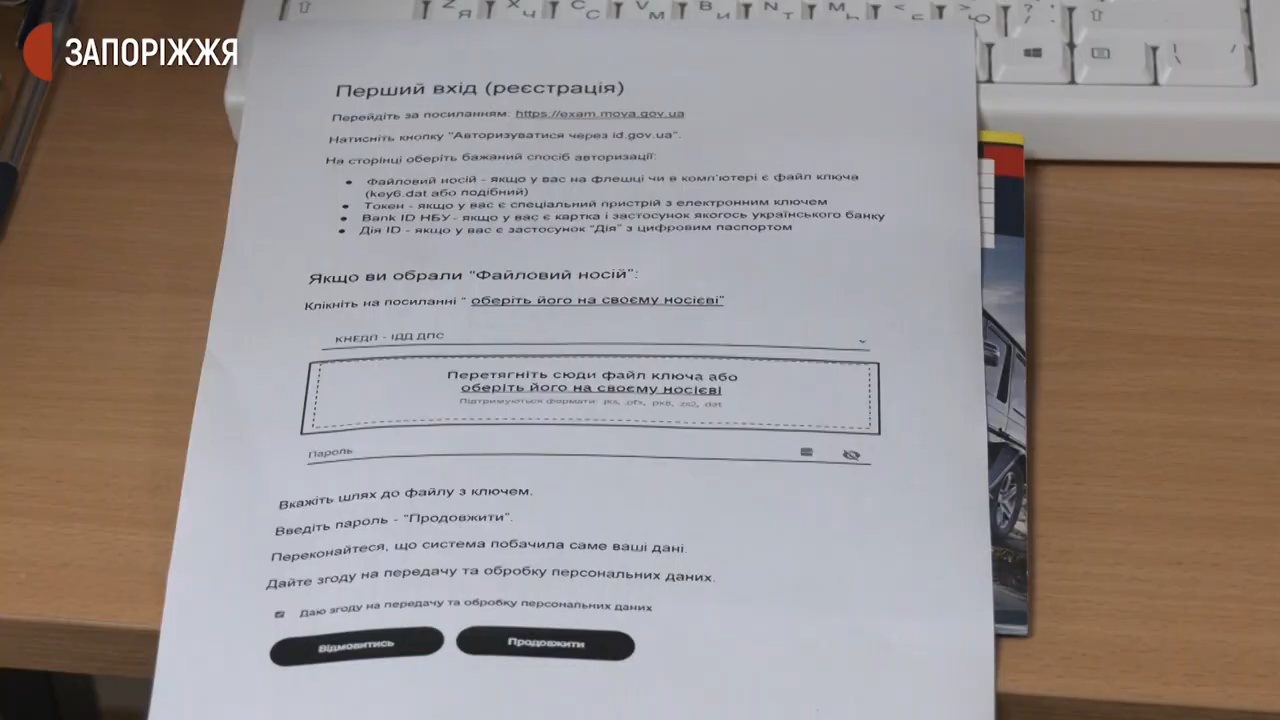 ЗАПОРІЖЖЯ
Перший вхід (реєстрація)
Перейдіть за посиланням: https://exam.mova.gov.ua
Натисніть кнопку "Авторизуватися через id.gov.ua".
На сторінці оберіть бажаний спосіб авторизації:
● Файловий носій - якщо у вас на флешці чи в комп'ютері є файл ключа
(key6.dat або подібний)
● Токен - якщо у вас є спеціальний пристрій з електронним ключем
● Bank ID НБУ - якщо у вас є картка і застосунок якогось українського банку
● Дія ID - якщо у вас є застосунок "Дія" з цифровим паспортом
Якщо ви обрали "Файловий носій":
Клікніть на посиланні " оберіть його на своєму носієві"
КНЕДП - ІДД ДПС
Перетягніть сюди файл ключа або
оберіть його на своєму носієві
Підтримуються формати: pfx, pk8, zs2, dat
Пароль
Вкажіть шлях до файлу з ключем.
Введіть пароль - "Продовжити".
Переконайтеся, що система побачила саме ваші дані.
Дайте згоду на передачу та обробку персональних даних.
Даю згоду на передачу та обробку персональних даних
Відмовитись Продовжити